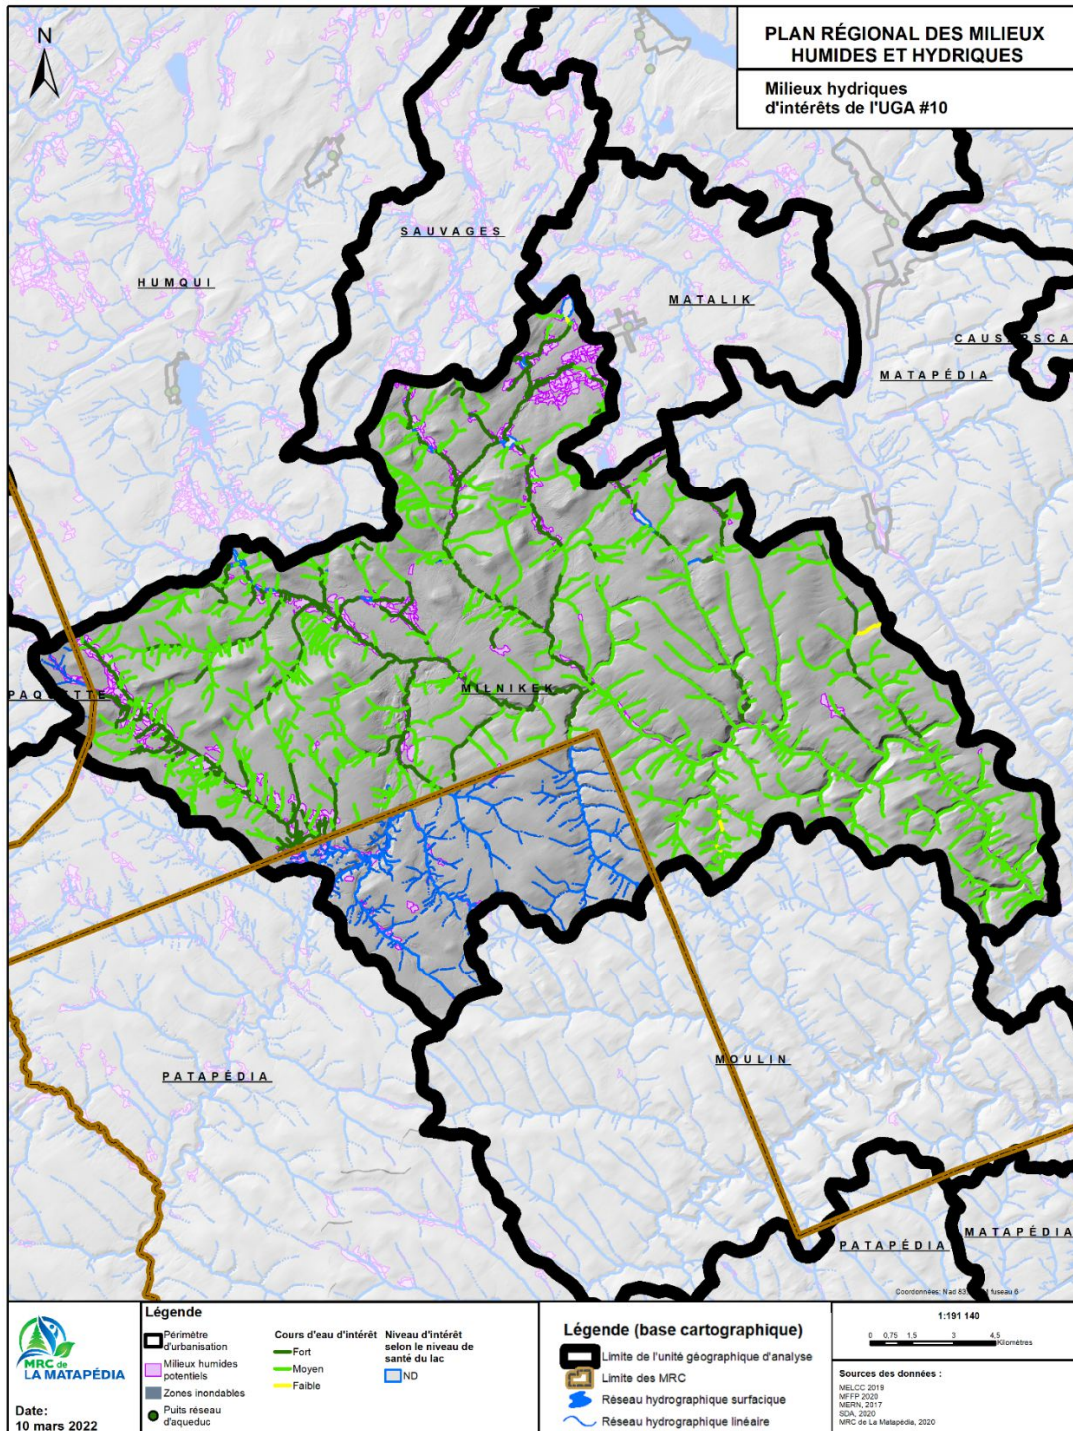 PLAN RÉGIONAL DES MILIEUX
HUMIDES ET HYDRIQUES
Milieux hydriques
d'intérêts de l'UGA #10
N
SAUVAGES
HUMQUI
MATALIK
MATAPÉDIA
MILNIKEK
MOULIN
PATAPÉDIA
PATAPÉDIA
MATAPÉDIA
Coordonnées: Nad 83
fuseau 6
MRC de
LA MATAPÉDIA
Date:
10 mars 2022
Légende
Périmètre
d'urbanisation
Milieux humides
potentiels
Zones inondables
Puits réseau
d'aqueduc
Cours d'eau d'intérêt
Fort
Moyen
Faible
Niveau d'intérêt
selon le niveau de
santé du lac
ND
Légende (base cartographique)
Limite de l'unité géographique d'analyse
Limite des MRC
Réseau hydrographique surfacique
Réseau hydrographique linéaire
1:191 140
0 0,75 1,5 3 4,5
Kilomètres
Sources des données :
MELCC 2019
MFFP 2020
MERN, 2017
SDA, 2020
MRC de La Matapédia, 2020